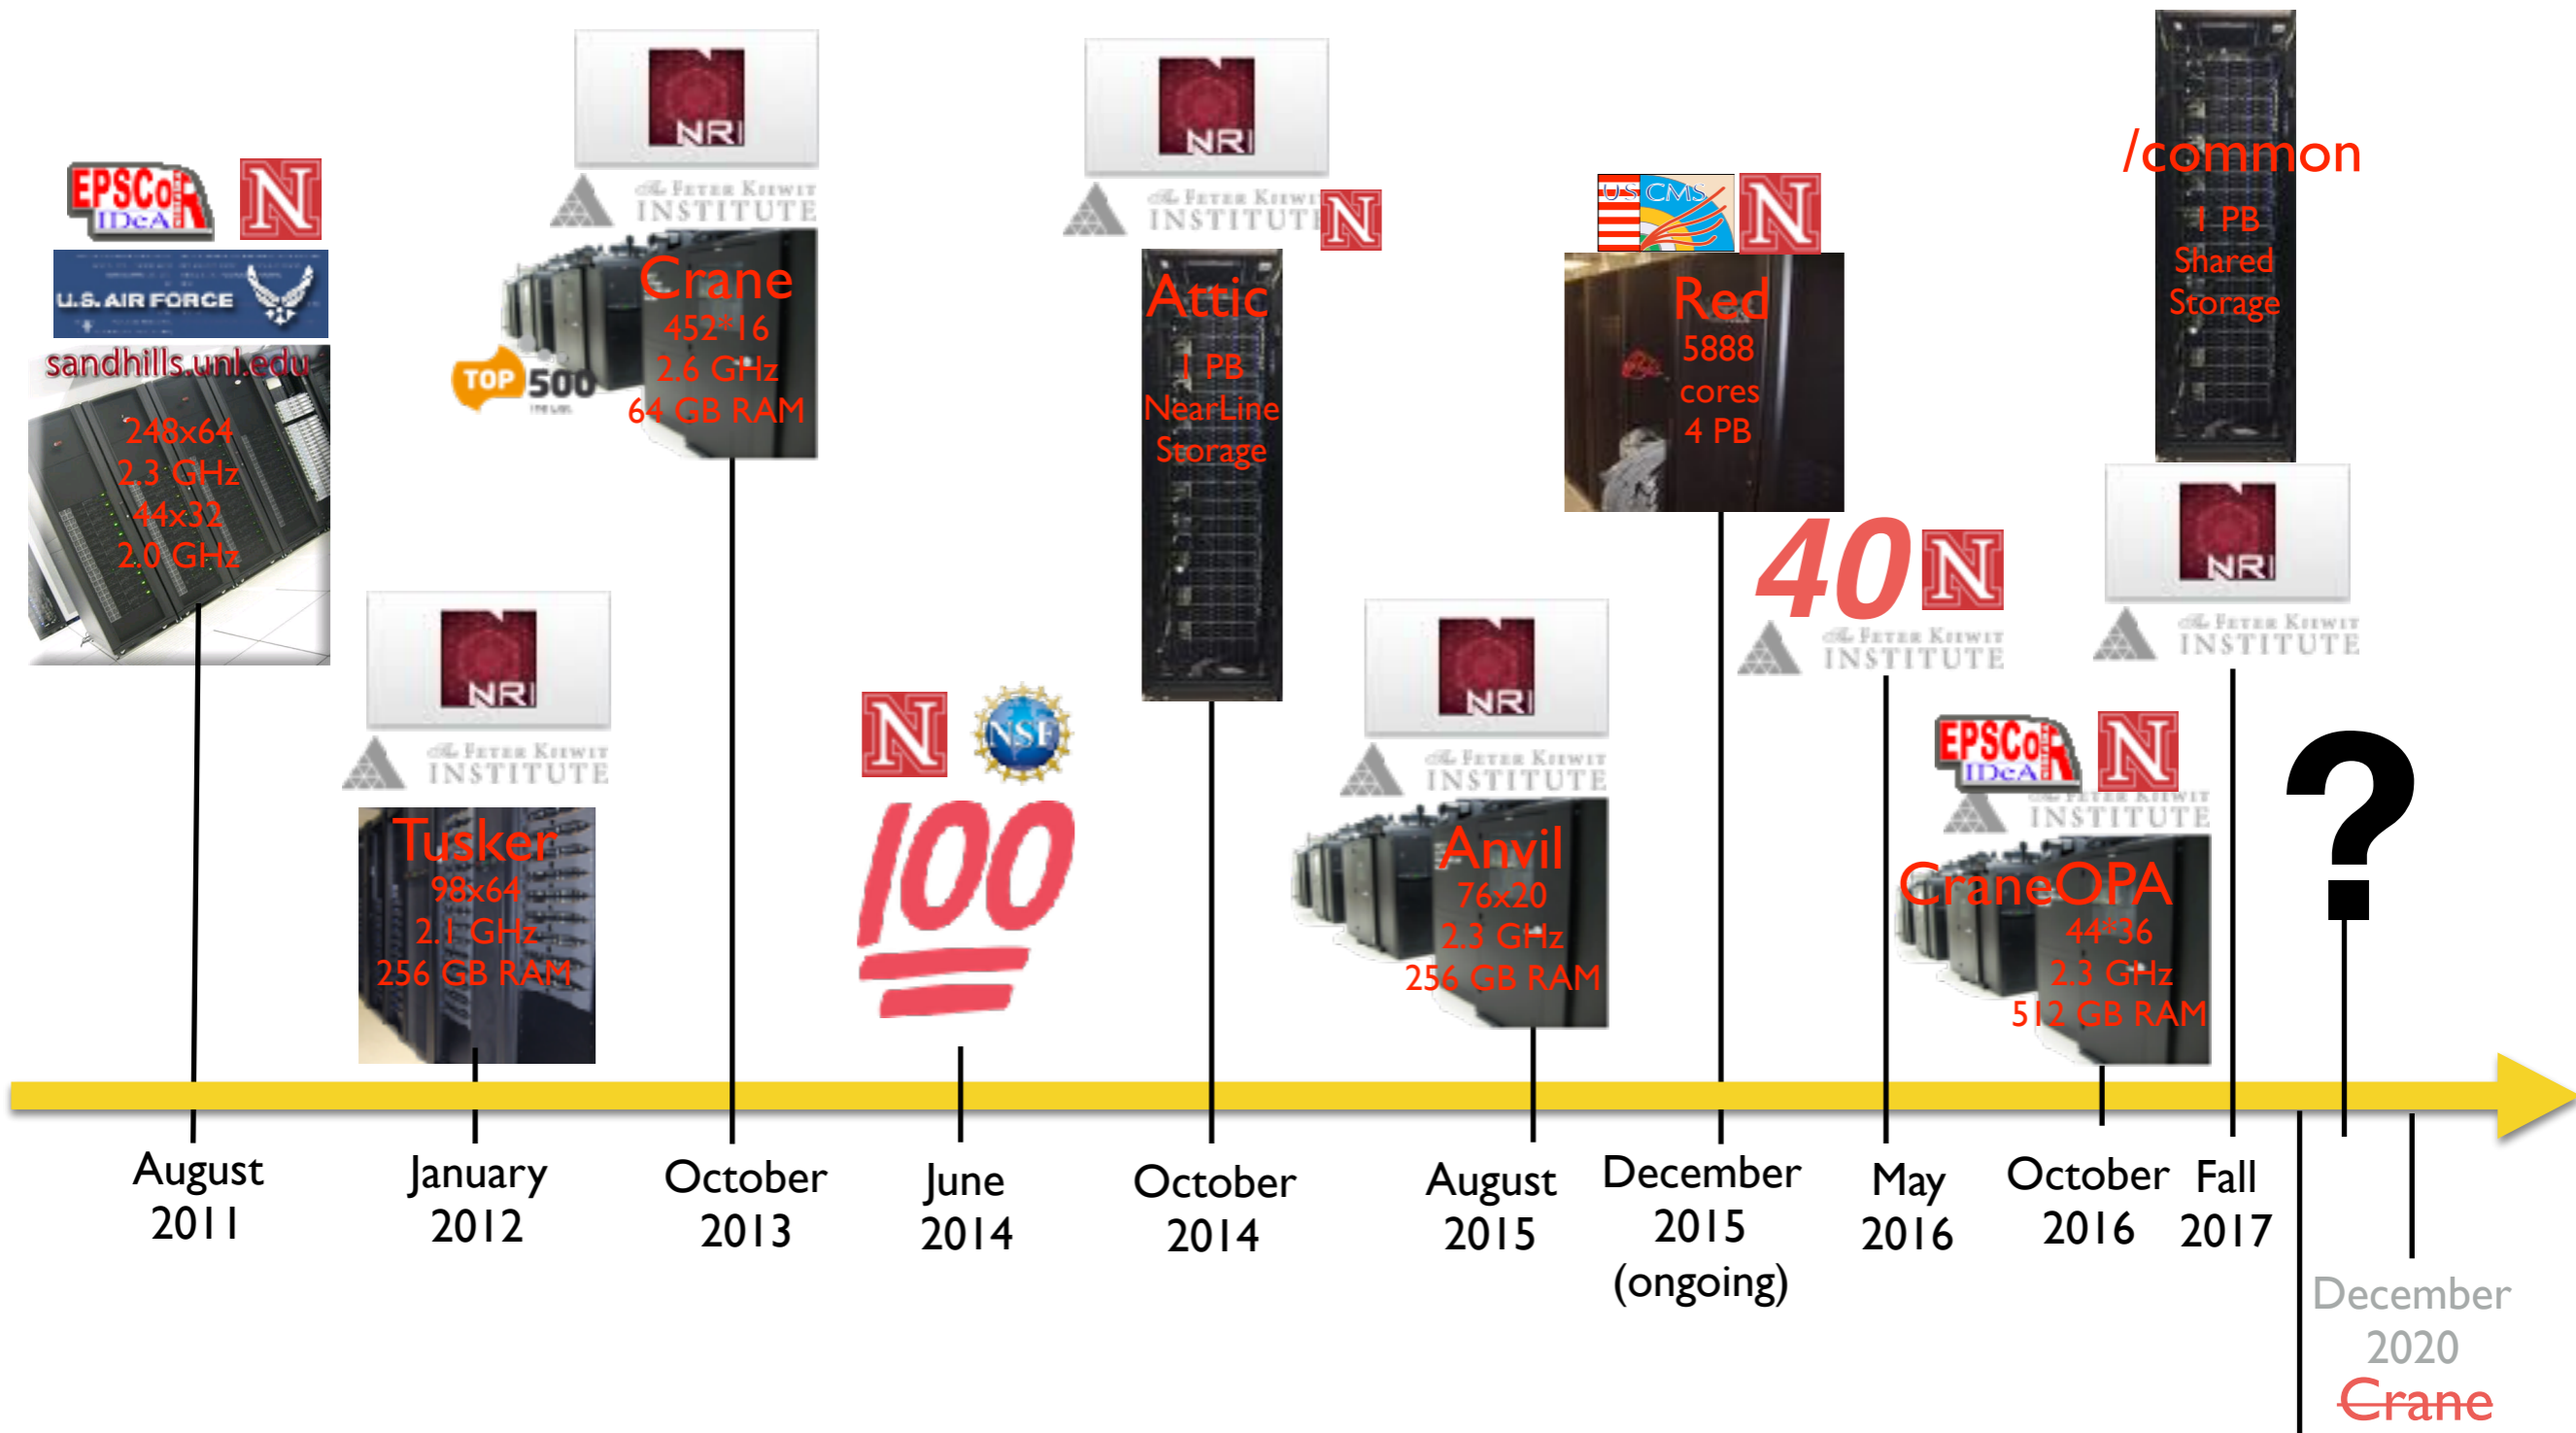 EPSCoR
IDeA
N
U.S. AIR FORCE
sandhills.unl.edu
248x64
2.3 GHz
44x32
2.0 GHz
August
2011
NRI
The PETER KIEWIT
INSTITUTE
Tusker
98x64
2.1 GHz
256 GB RAM
January
2012
NRI
The PETER KIEWIT
INSTITUTE
TOP 500
The List.
Crane
452*16
2.6 GHz
64 GB RAM
October
2013
N
NSF
100
June
2014
NRI
The PETER KIEWIT
INSTITUTE
N
Attic
1 PB
NearLine
Storage
October
2014
NRI
The PETER KIEWIT
INSTITUTE
Anvil
76x20
2.3 GHz
256 GB RAM
August
2015
US CMS
N
Red
5888
cores
4 PB
December
2015
(ongoing)
40
N
The PETER KIEWIT
INSTITUTE
May
2016
EPSCoR
IDeA
N
The PETER KIEWIT
INSTITUTE
CraneOPA
44*36
2.3 GHz
512 GB RAM
October
2016
/common
1 PB
Shared
Storage
NRI
The PETER KIEWIT
INSTITUTE
Fall
2017
?
December
2020
Crane